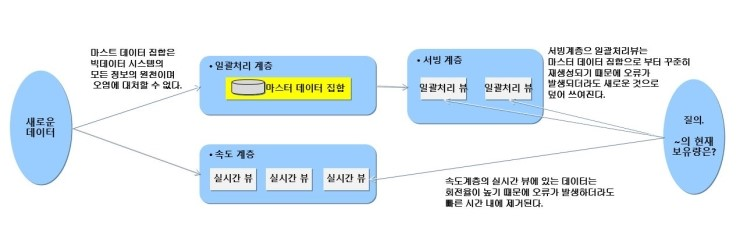 마스트 데이터 집합은
빅데이터 시스템의
모든 정보의 원천이며
오염에 대처할 수 없다.
• 일괄처리 계층
마스터 데이터 집합
• 서빙 계층
일괄처리 뷰
일괄처리 뷰
서빙계층으 일괄처리뷰는
마스터 데이터 집합으로 부터 꾸준히
재생성되기 때문에 오류가
발생되더라도 새로운 것으로
덮어 쓰여진다.
새로운
데이터
질의.
~의 현재
보유량은?
• 속도 계층
실시간 뷰
실시간 뷰
실시간 뷰
속도계층의 실시간 뷰에 있는 데이터는
회전율이 높기 때문에 오류가 발생하더라도
빠른 시간 내에 제거된다.